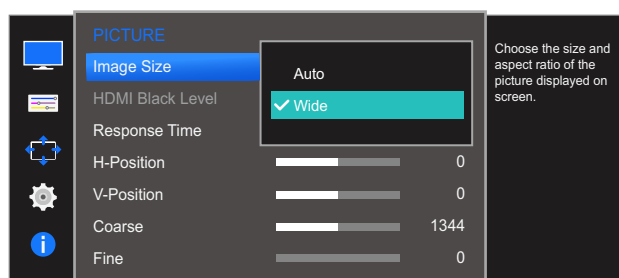 PICTURE
Image Size
Auto
HDMI Black Level
Wide
Response Time
H-Position 0
V-Position 0
Coarse 1344
Fine 0
Choose the size and
aspect ratio of the
picture displayed on
screen.